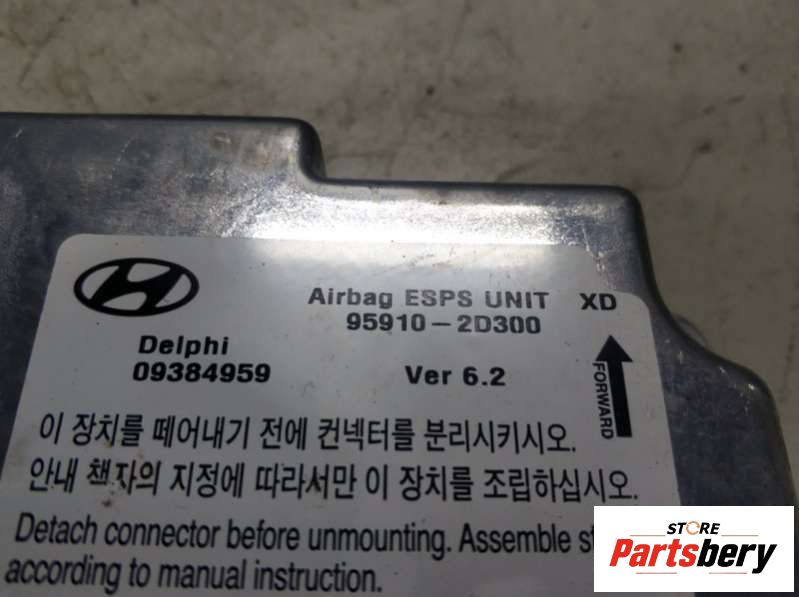 Airbag ESPS UNIT XD
95910-2D300
Delphi
09384959
Ver 6.2
FORWARD
이 장치를 떼어내기 전에 컨넥터를 분리시키시오.
안내 책자의 지정에 따라서만 이 장치를 조립하십시오.
Detach connector before unmounting. Assemble
according to manual instruction.
STORE
Partsbery